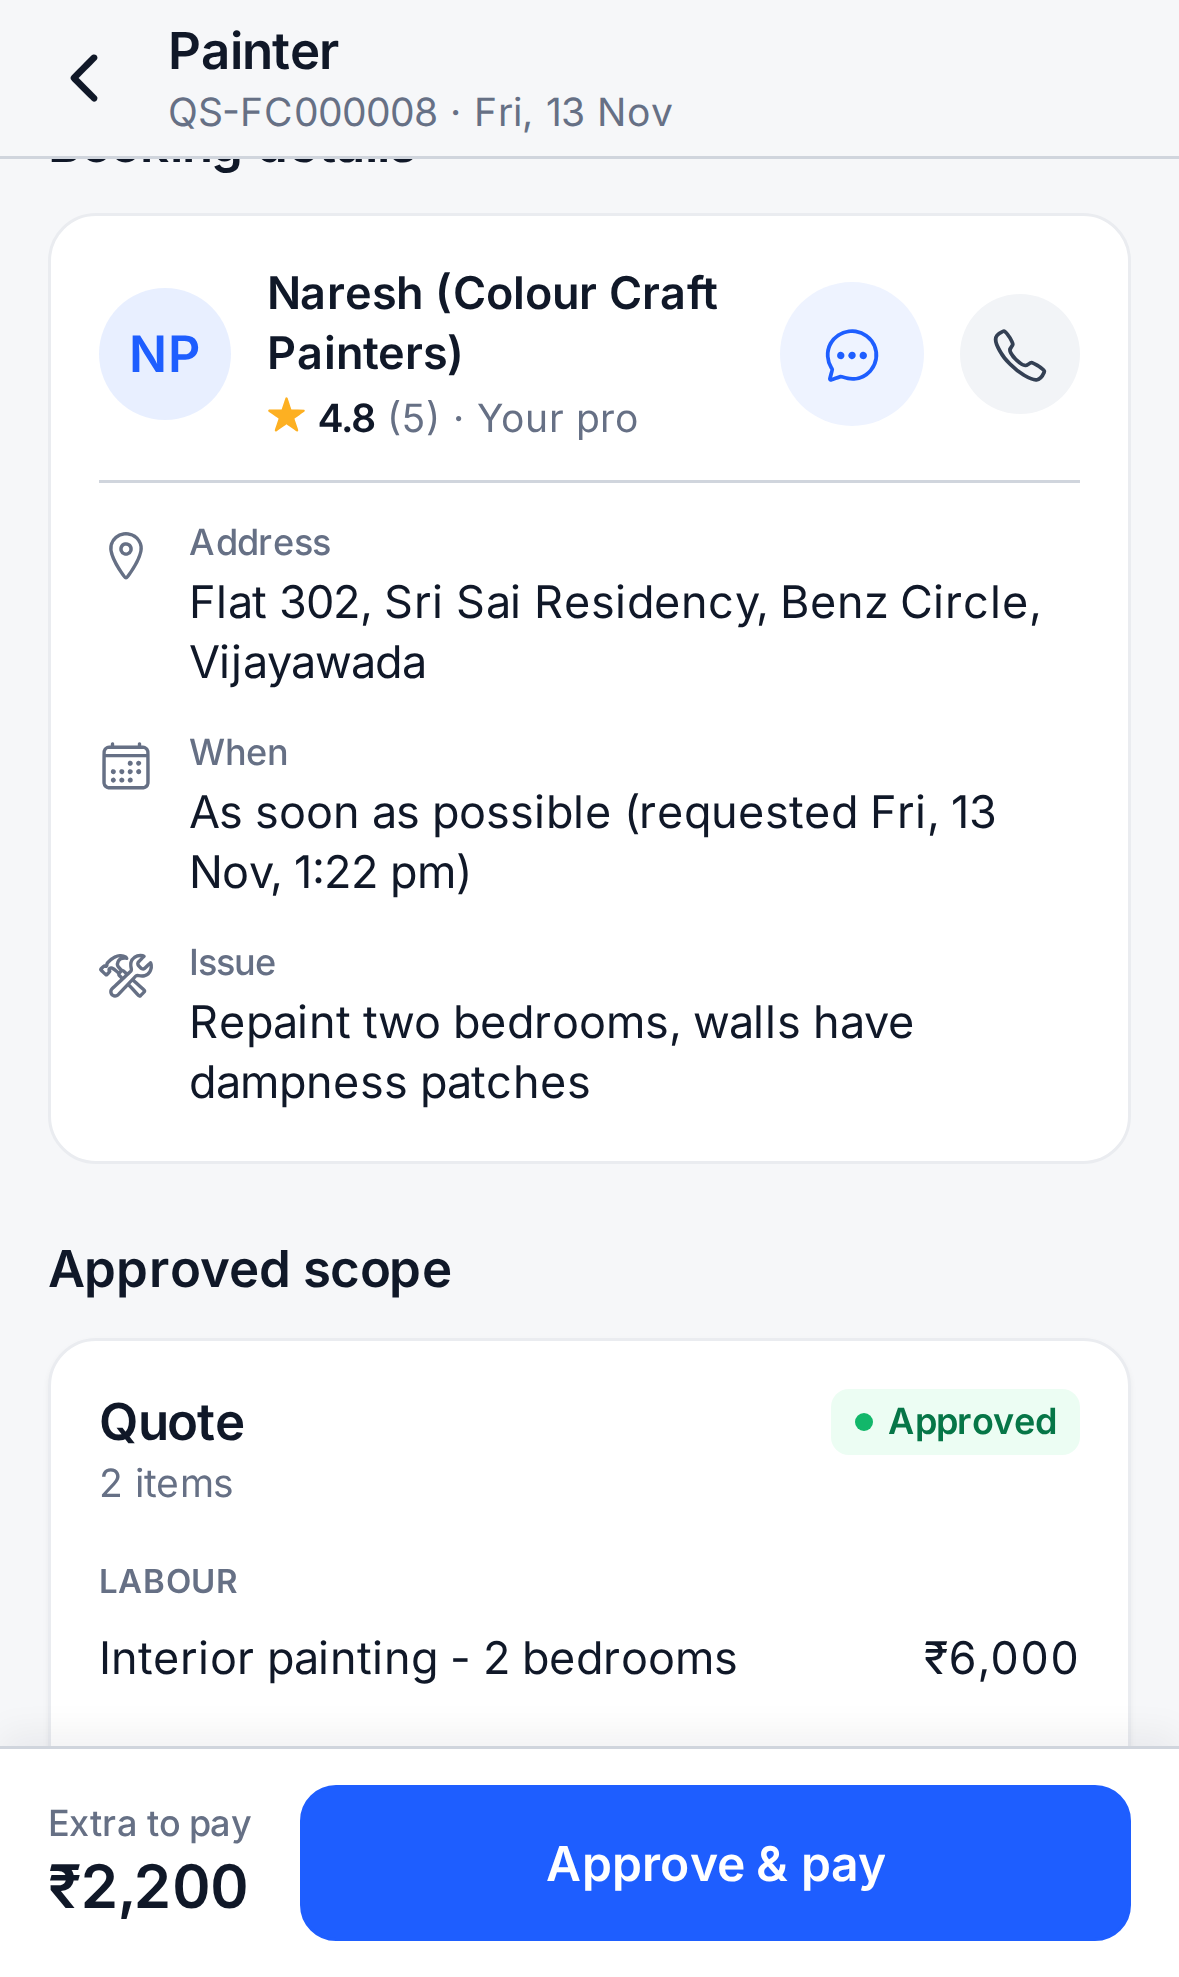 Painter
QS-FC000008 · Fri, 13 Nov
Booking details
NP
Naresh (Colour Craft
Painters)
4.8 (5) · Your pro
Address
Flat 302, Sri Sai Residency, Benz Circle,
Vijayawada
When
As soon as possible (requested Fri, 13
Nov, 1:22 pm)
Issue
Repaint two bedrooms, walls have
dampness patches
Approved scope
Quote
Approved
2 items
LABOUR
Interior painting - 2 bedrooms ₹6,000
Extra to pay
₹2,200
Approve & pay